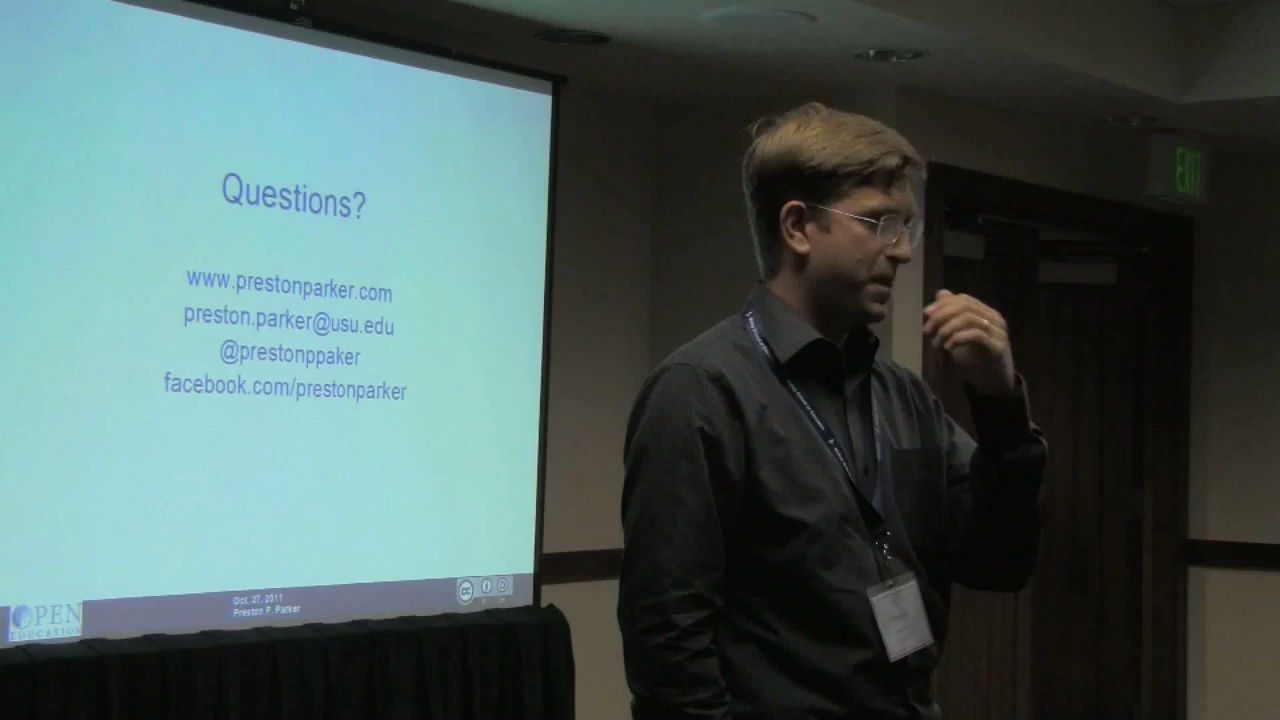 Questions?
www.prestonparker.com
preston.parker@usu.edu
@prestonppaker
facebook.com/prestonparker
OPEN
EDUCATION
Oct. 27, 2011
Preston P. Parker
cc
EXIT